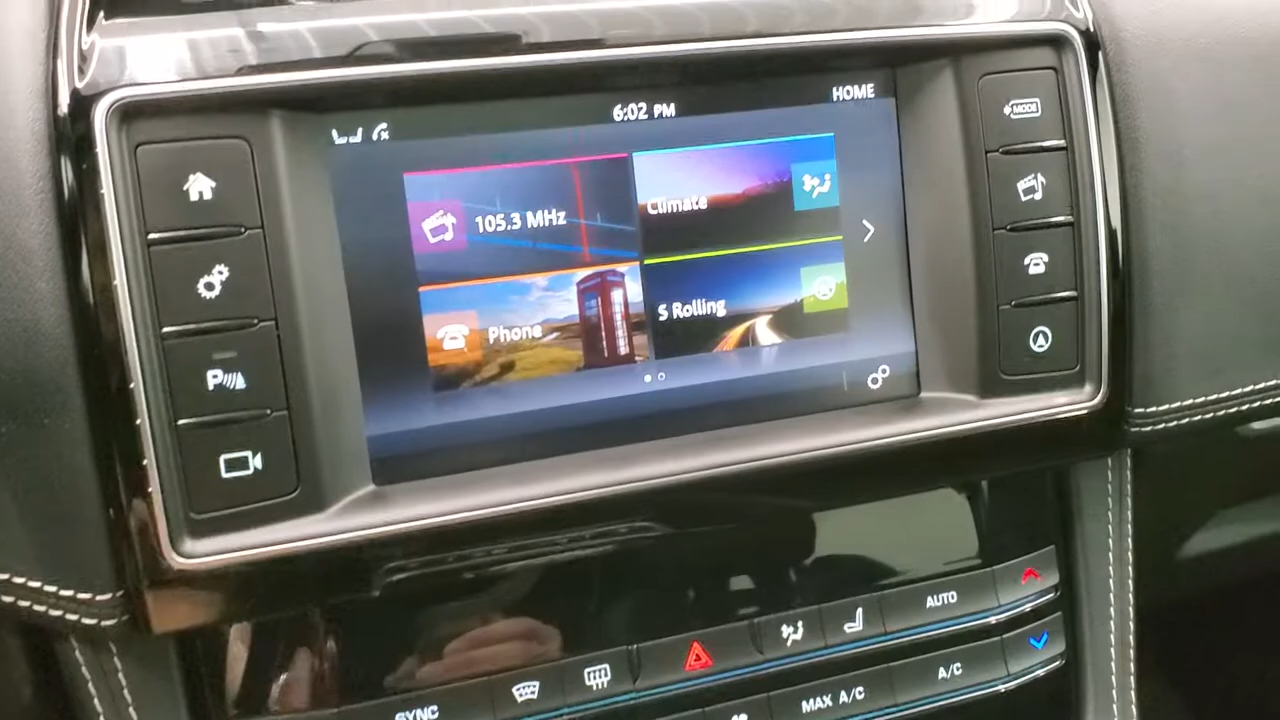 6:02 PM
HOME
105.3 MHz
Climate
Phone
S Rolling
MODE
P
AUTO
A/C
MAX A/C
SYNC